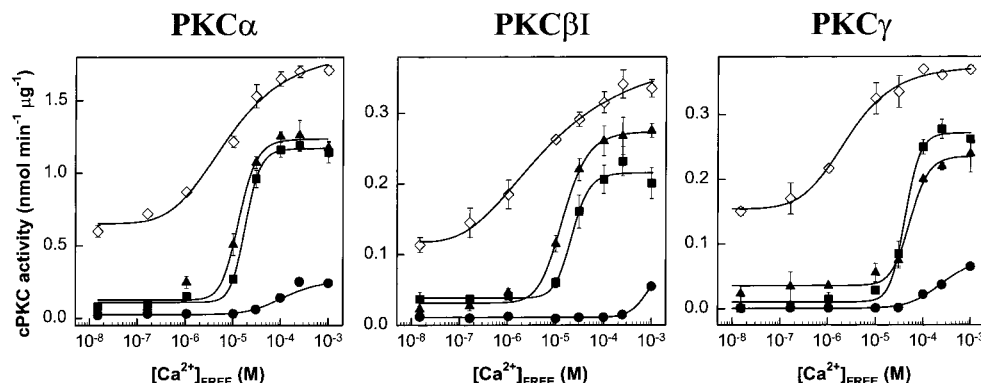 PKCα PKCβI PKCγ
cPKC activity (nmol min⁻¹ μg⁻¹)
1.5
1.0
0.5
0.0
10⁻⁸ 10⁻⁷ 10⁻⁶ 10⁻⁵ 10⁻⁴ 10⁻³
[Ca²⁺]FREE (M)
0.3
0.2
0.1
0.0
10⁻⁸ 10⁻⁷ 10⁻⁶ 10⁻⁵ 10⁻⁴ 10⁻³
[Ca²⁺]FREE (M)
0.3
0.2
0.1
0.0
10⁻⁸ 10⁻⁷ 10⁻⁶ 10⁻⁵ 10⁻⁴ 10⁻³
[Ca²⁺]FREE (M)